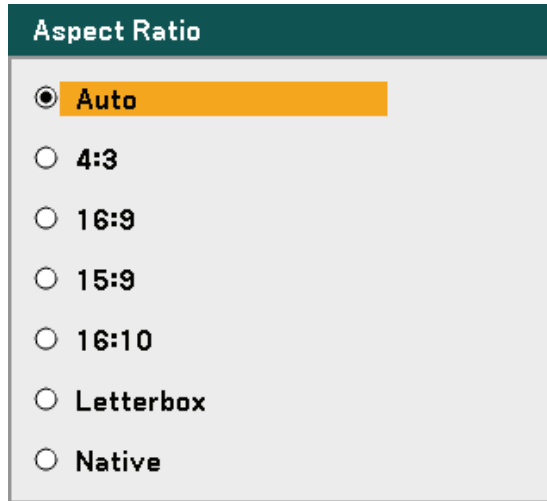 Aspect Ratio
Auto
4:3
16:9
15:9
16:10
Letterbox
Native